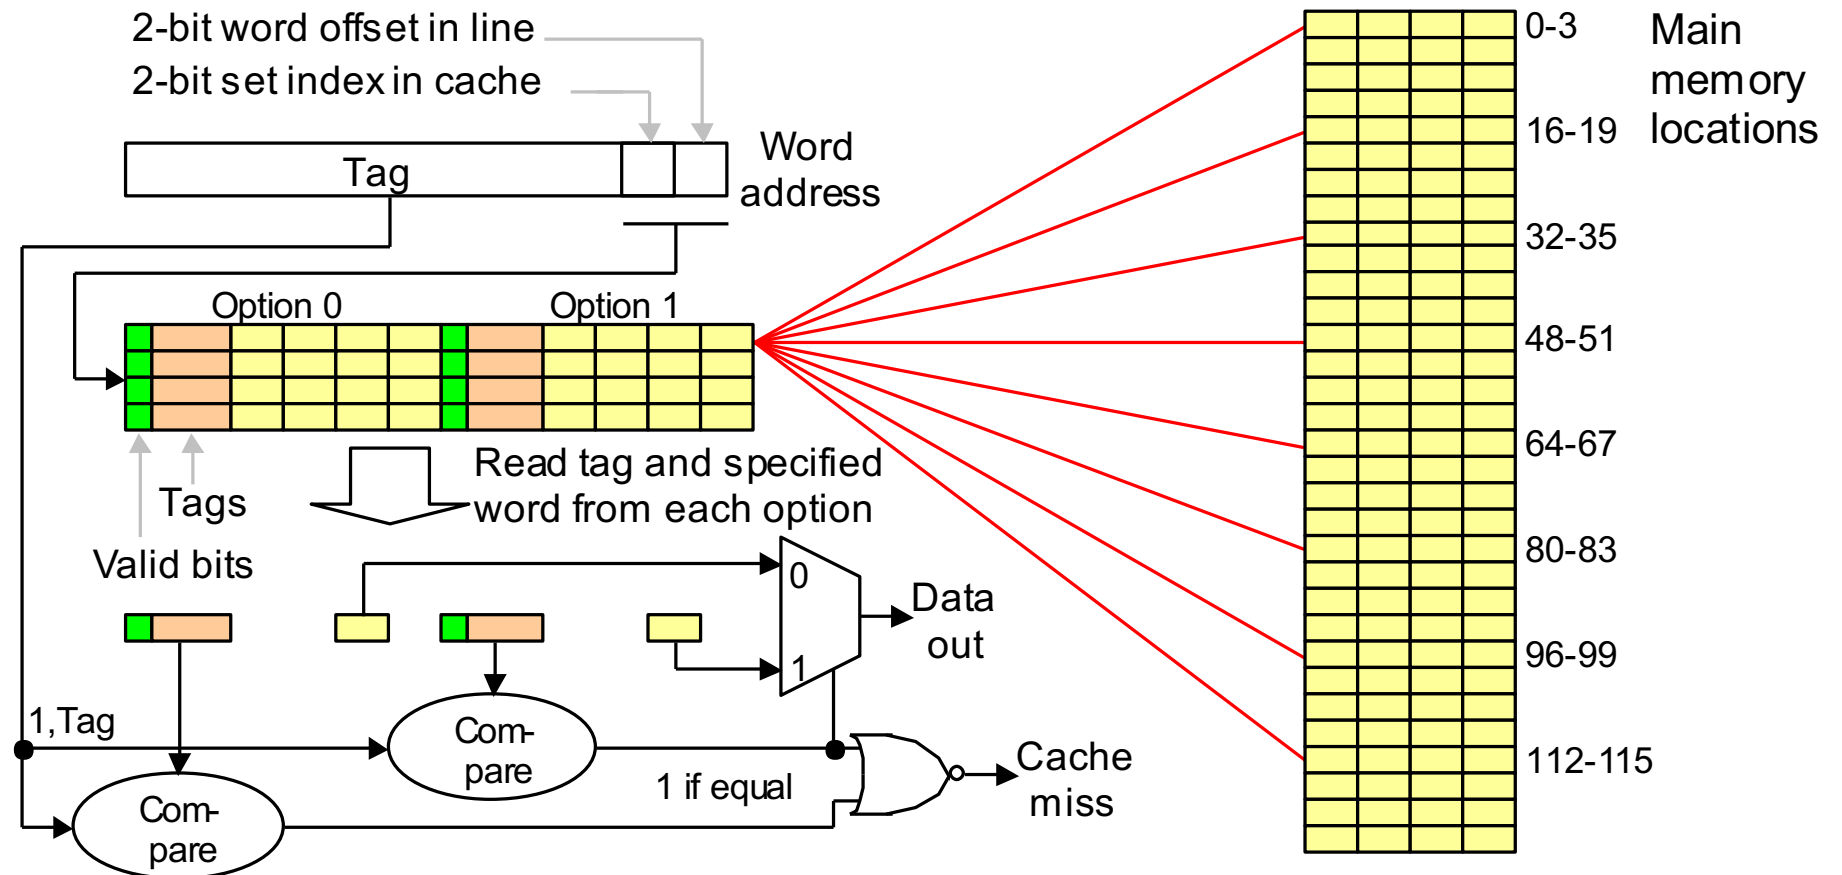 2-bit word offset in line
2-bit set index in cache
Tag
Word
address
0-3
16-19
32-35
48-51
64-67
80-83
96-99
112-115
Main
memory
locations
Option 0
Option 1
Tags
Valid bits
Read tag and specified
word from each option
0
1
Data
out
1,Tag
Com-
pare
Com-
pare
1 if equal
Cache
miss